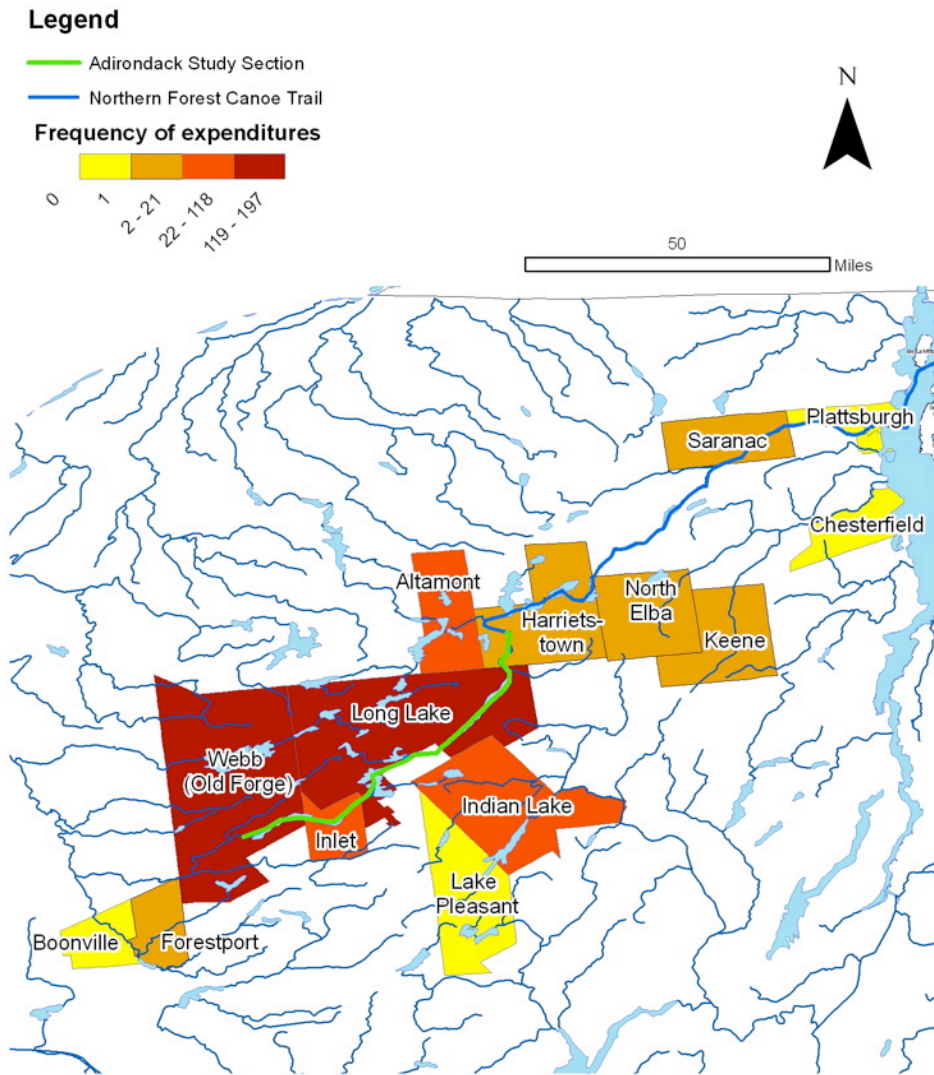 Legend
Adirondack Study Section
Northern Forest Canoe Trail
Frequency of expenditures
0
1
2 - 21
22 - 118
119 - 197
N
50
Miles
Plattsburgh
Saranac
Chesterfield
Altamont
North
Elba
Harriets-
town
Keene
Long Lake
Webb
(Old Forge)
Indian Lake
Inlet
Lake
Pleasant
Boonville
Forestport